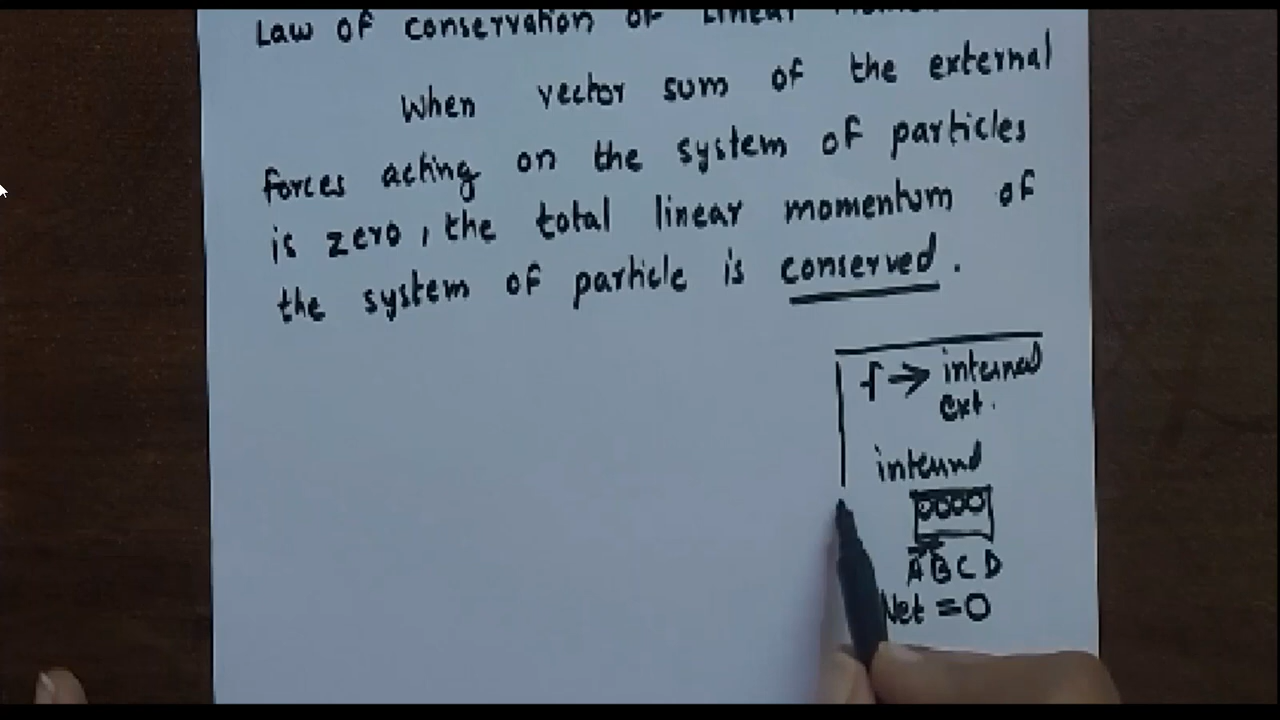 Law of conservation of Linear
When vector sum of the external
forces acting on the system of particles
is zero, the total linear momentum of
the system of particle is conserved.
f → internal
ext.
internal
A B C D
Net = 0